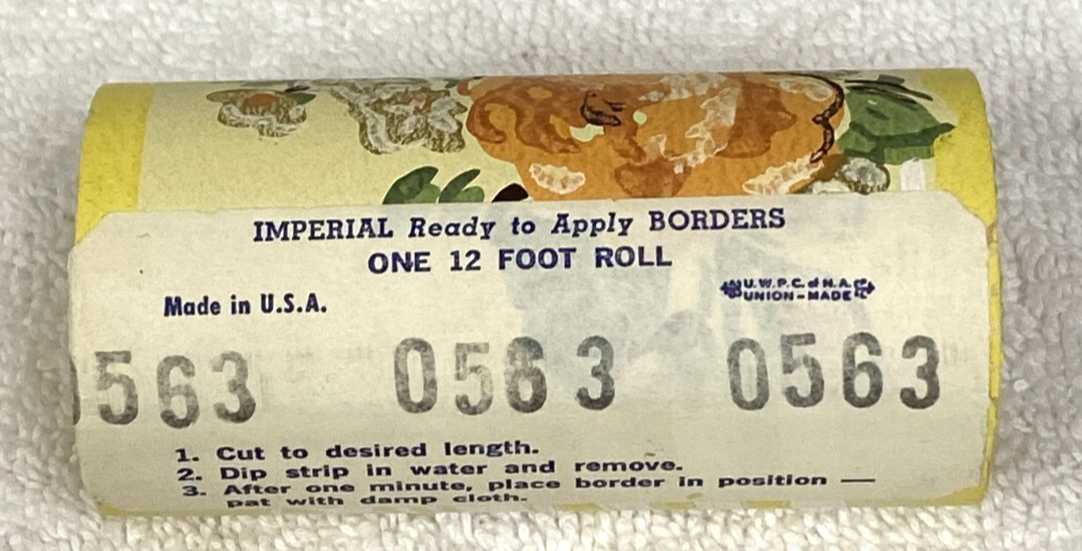 IMPERIAL Ready to Apply BORDERS
ONE 12 FOOT ROLL
Made in U.S.A.
U.W.P.C. of N.A.
UNION-MADE
0563 0563 0563
1. Cut to desired length.
2. Dip strip in water and remove.
3. After one minute, place border in position —
pat with damp cloth.